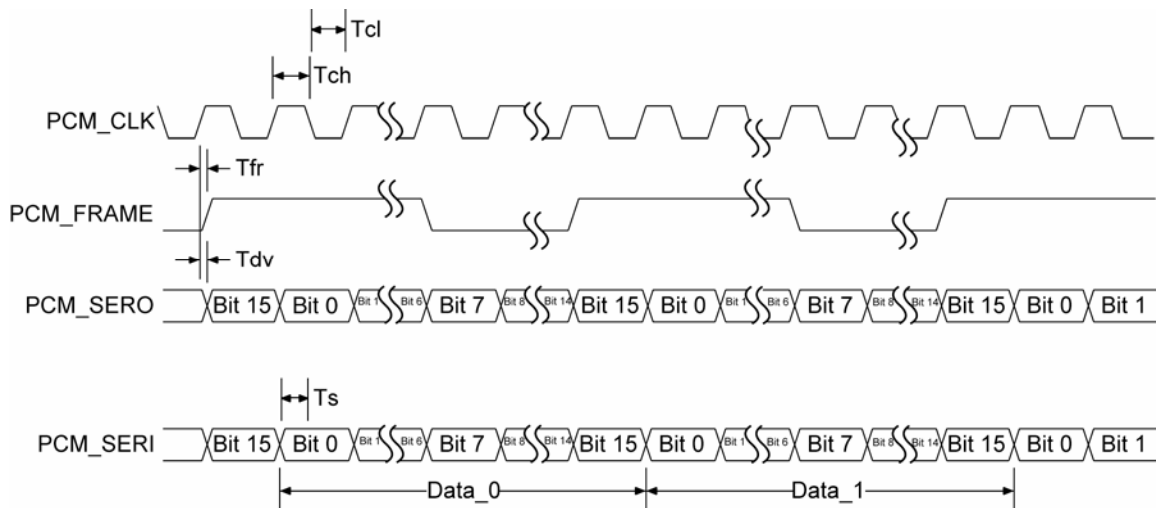 Tcl
Tch
PCM_CLK
Tfr
PCM_FRAME
Tdv
PCM_SERO Bit 15 Bit 0 Bit 1 Bit 6 Bit 7 Bit 8 Bit 14 Bit 15 Bit 0 Bit 1 Bit 6 Bit 7 Bit 8 Bit 14 Bit 15 Bit 0 Bit 1
Ts
PCM_SERI Bit 15 Bit 0 Bit 1 Bit 6 Bit 7 Bit 8 Bit 14 Bit 15 Bit 0 Bit 1 Bit 6 Bit 7 Bit 8 Bit 14 Bit 15 Bit 0 Bit 1
Data_0 Data_1